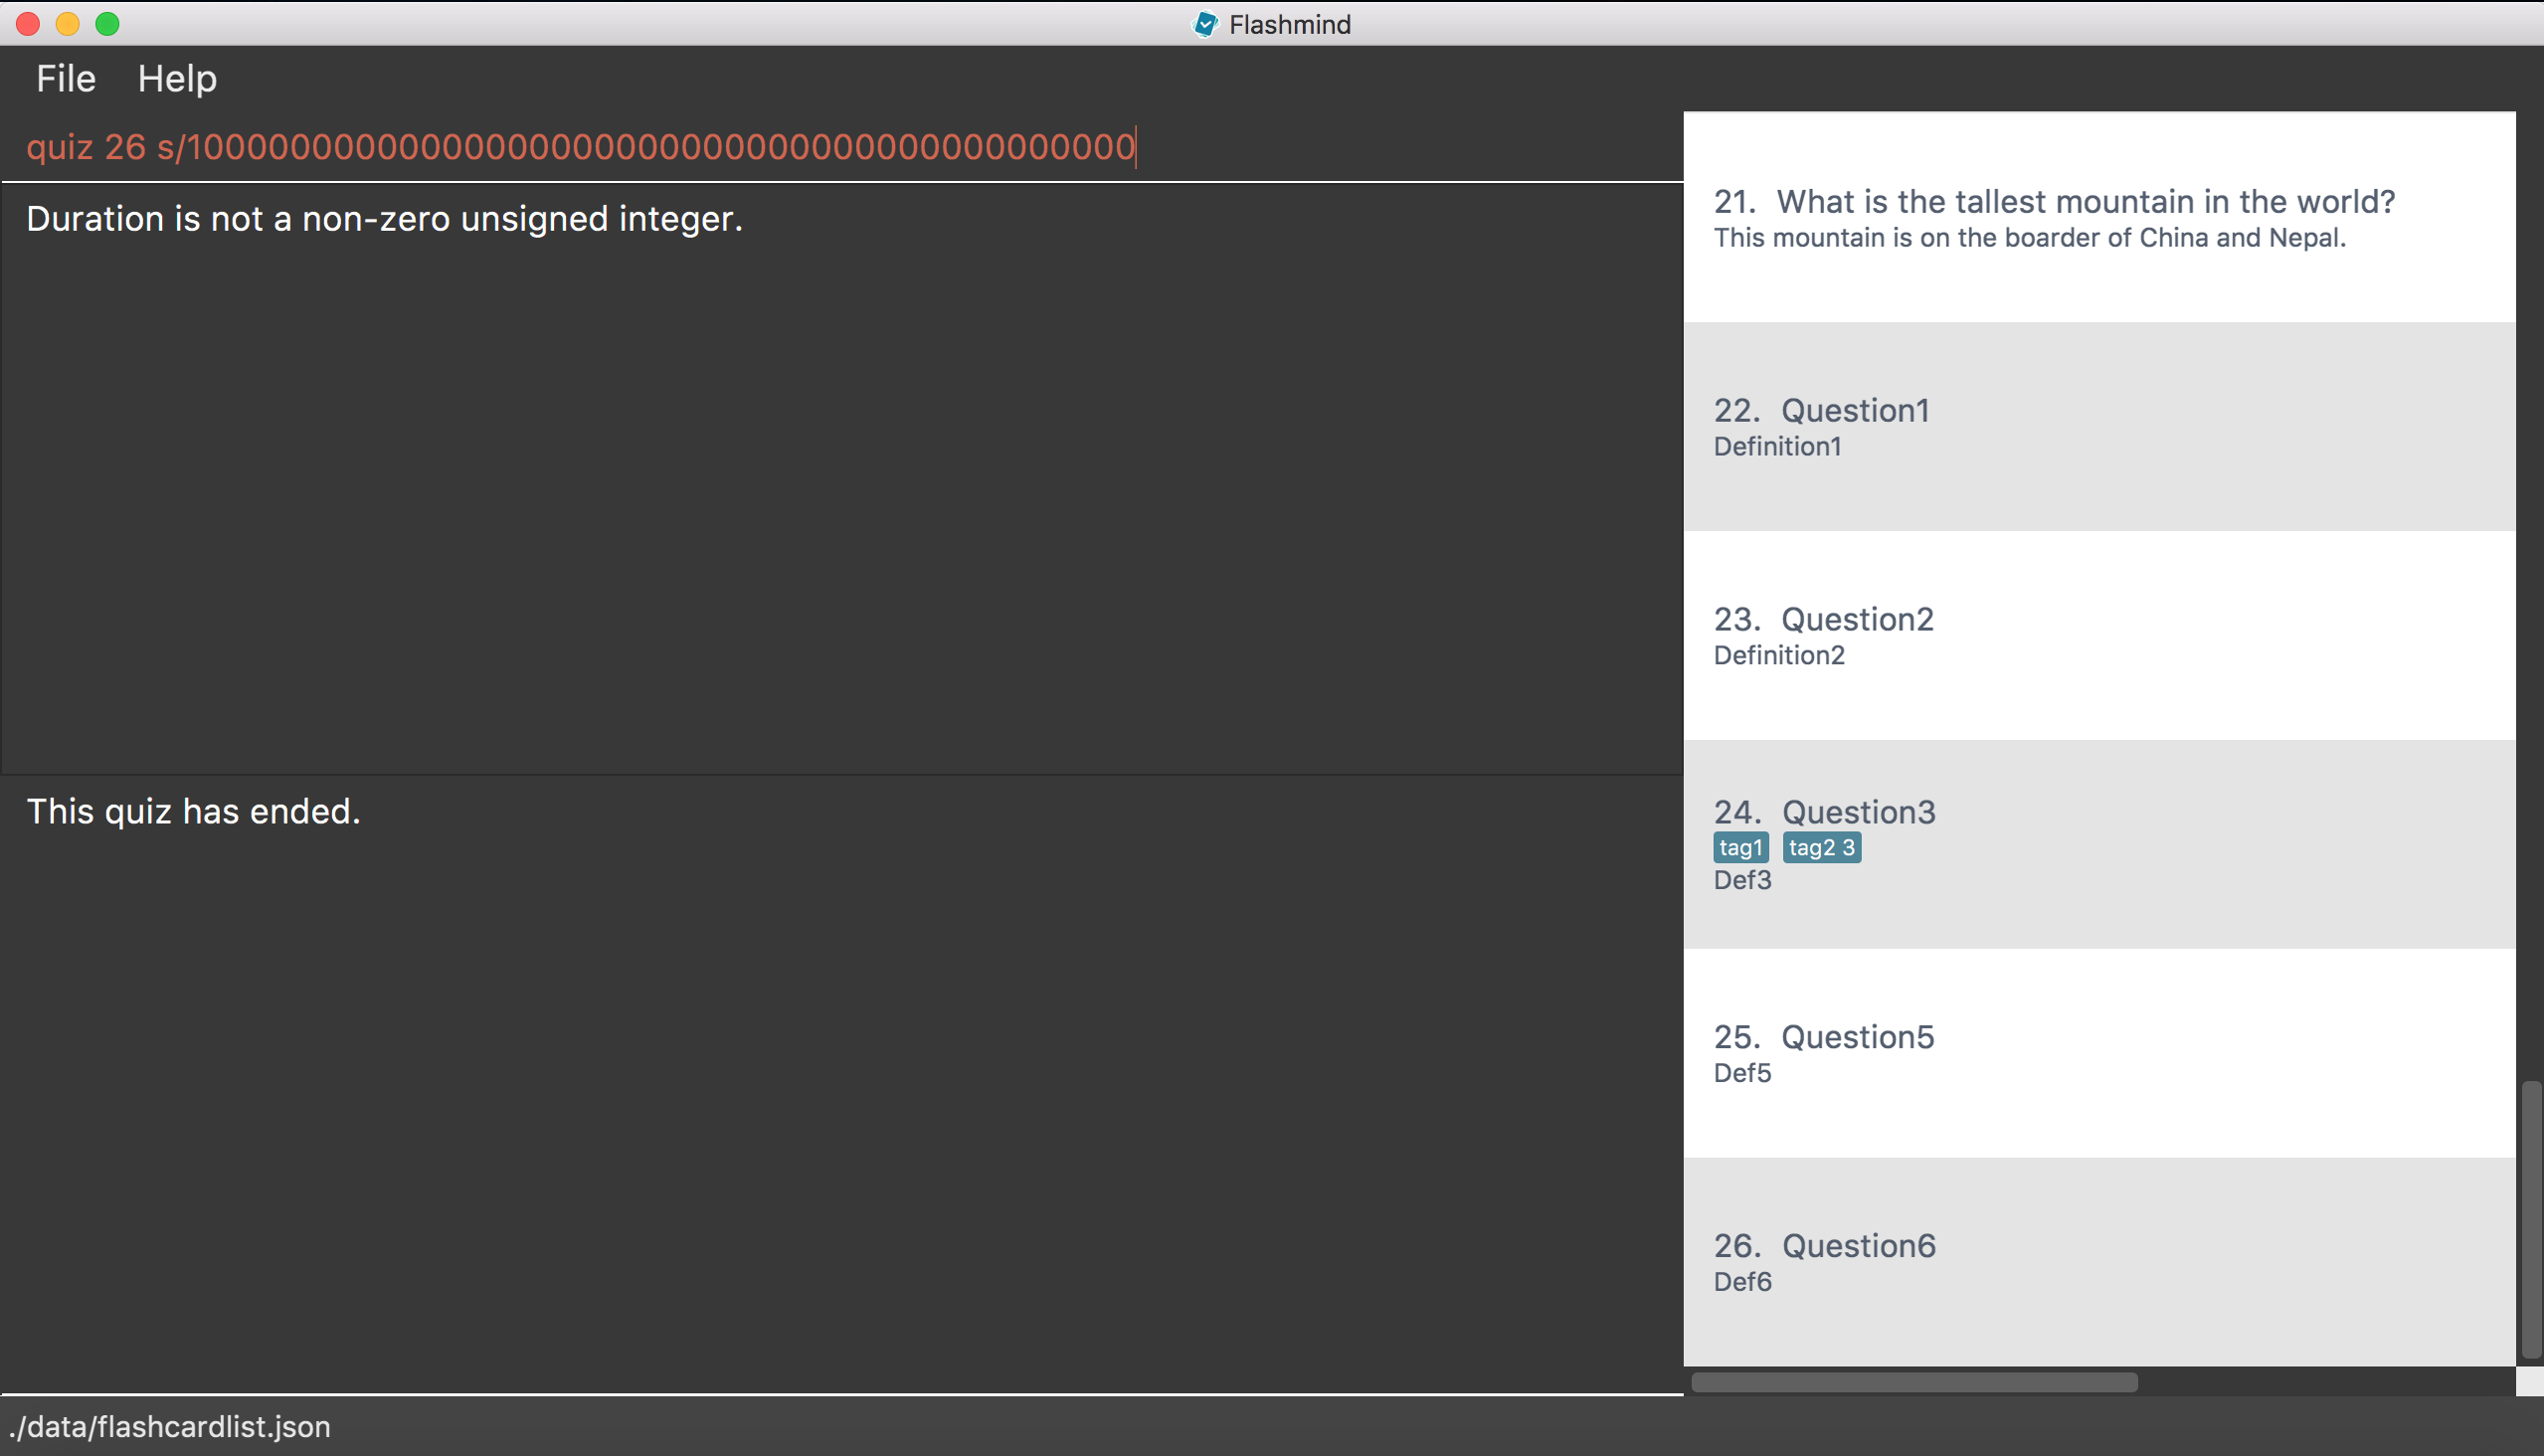 Flashmind
File Help
quiz 26 s/10000000000000000000000000000000000000000000
Duration is not a non-zero unsigned integer.
This quiz has ended.
21. What is the tallest mountain in the world?
This mountain is on the boarder of China and Nepal.
22. Question1
Definition1
23. Question2
Definition2
24. Question3
tag1 tag2 3
Def3
25. Question5
Def5
26. Question6
Def6
./data/flashcardlist.json